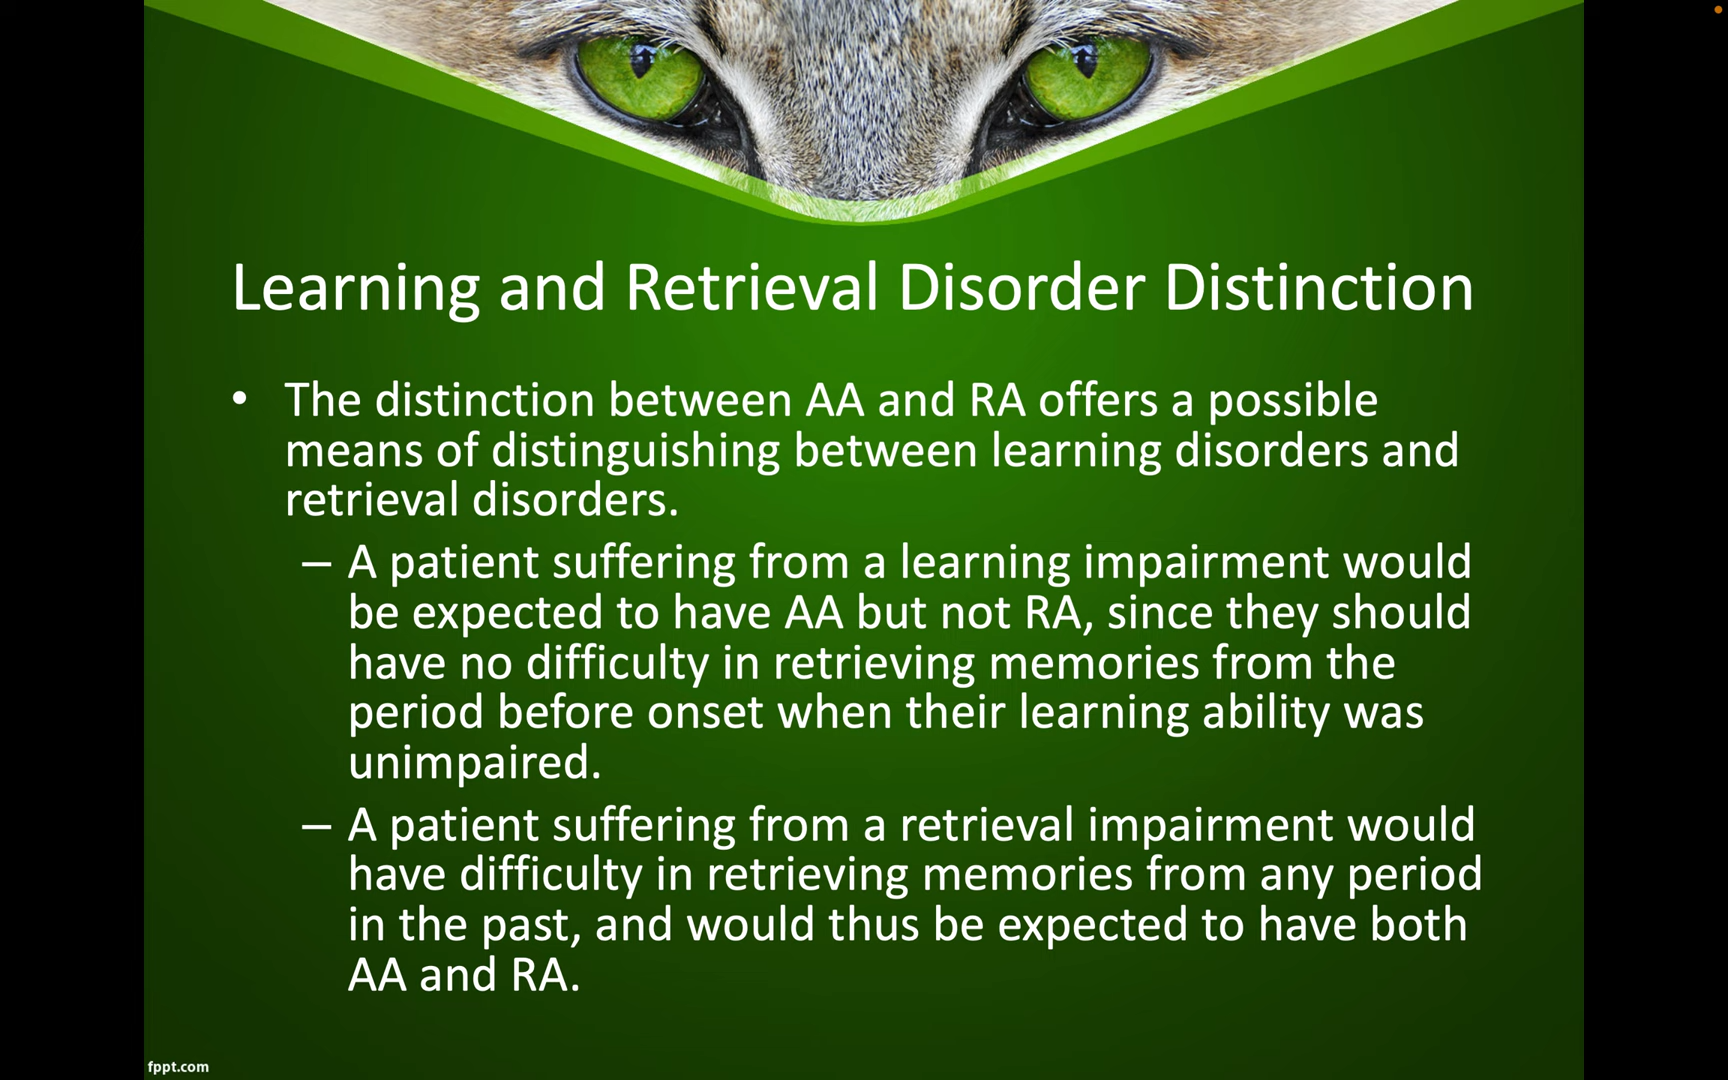 Learning and Retrieval Disorder Distinction
• The distinction between AA and RA offers a possible
means of distinguishing between learning disorders and
retrieval disorders.
– A patient suffering from a learning impairment would
be expected to have AA but not RA, since they should
have no difficulty in retrieving memories from the
period before onset when their learning ability was
unimpaired.
– A patient suffering from a retrieval impairment would
have difficulty in retrieving memories from any period
in the past, and would thus be expected to have both
AA and RA.
fppt.com